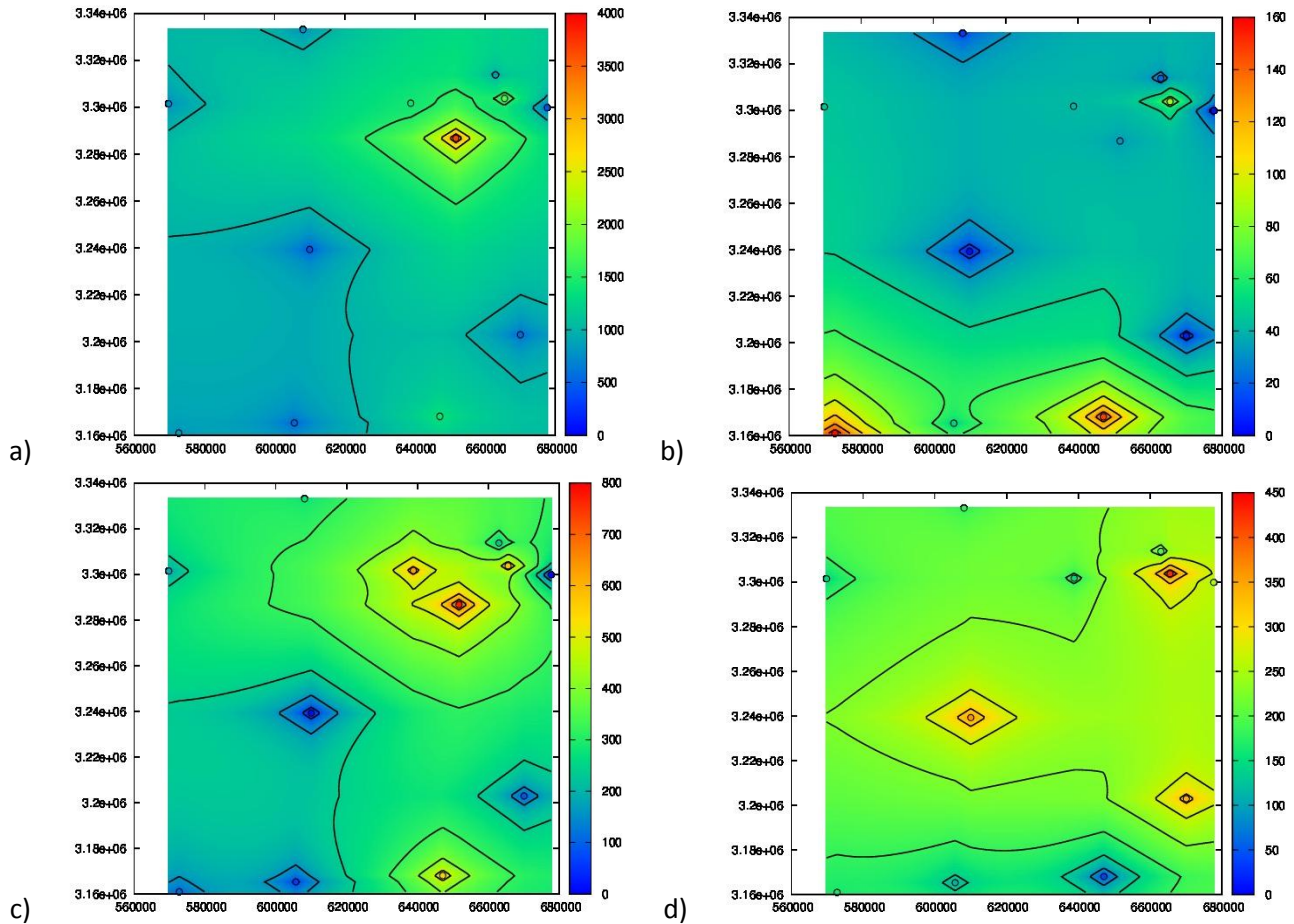 3.34e+06
3.32e+06
3.3e+06
3.28e+06
3.26e+06
3.24e+06
3.22e+06
3.2e+06
3.18e+06
3.16e+06
560000 580000 600000 620000 640000 660000 680000
4000
3500
3000
2500
2000
1500
1000
500
0
a)
3.34e+06
3.32e+06
3.3e+06
3.28e+06
3.26e+06
3.24e+06
3.22e+06
3.2e+06
3.18e+06
3.16e+06
560000 580000 600000 620000 640000 660000 680000
160
140
120
100
80
60
40
20
0
b)
3.34e+06
3.32e+06
3.3e+06
3.28e+06
3.26e+06
3.24e+06
3.22e+06
3.2e+06
3.18e+06
3.16e+06
560000 580000 600000 620000 640000 660000 680000
800
700
600
500
400
300
200
100
0
c)
3.34e+06
3.32e+06
3.3e+06
3.28e+06
3.26e+06
3.24e+06
3.22e+06
3.2e+06
3.18e+06
3.16e+06
560000 580000 600000 620000 640000 660000 680000
450
400
350
300
250
200
150
100
50
0
d)